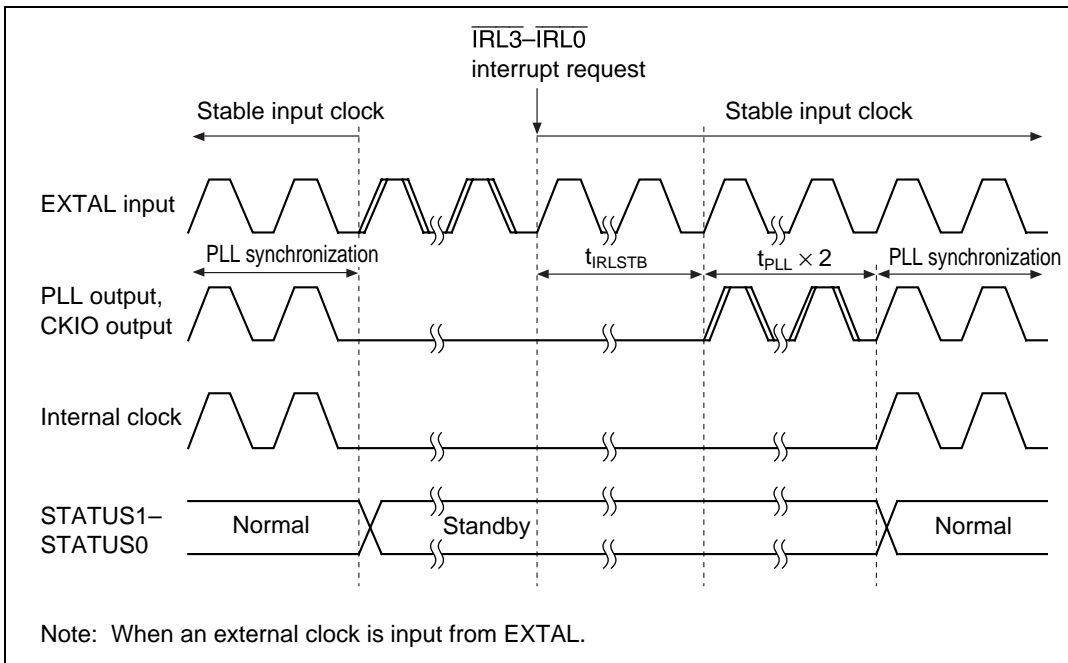 IRL3–IRL0
interrupt request
Stable input clock
Stable input clock
EXTAL input
PLL synchronization
tIRLSTB
tPLL × 2
PLL synchronization
PLL output,
CKIO output
Internal clock
STATUS1–
STATUS0
Normal
Standby
Normal
Note: When an external clock is input from EXTAL.